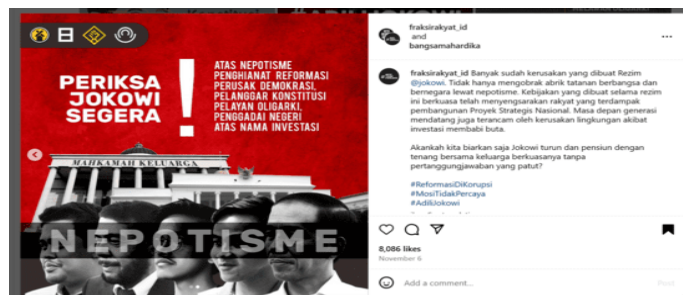 PERIKSA
JOKOWI
SEGERA
!
ATAS NEPOTISME
PENGHIANAT REFORMASI
PERUSAK DEMOKRASI,
PELANGGAR KONSTITUSI
PELAYAN OLIGARKI,
PENGGADAI NEGERI
ATAS NAMA INVESTASI
MAHKAMAH KELUARGA
NEPOTISME
fraksirakyat_id
and
bangsamahardika
fraksirakyat_id Banyak sudah kerusakan yang dibuat Rezim
@jokowi. Tidak hanya mengobrak abrik tatanan berbangsa dan
bernegara lewat nepotisme. Kebijakan yang dibuat selama rezim
ini berkuasa telah menyengsarakan rakyat yang terdampak
pembangunan Proyek Strategis Nasional. Masa depan generasi
mendatang juga terancam oleh kerusakan lingkungan akibat
investasi membabi buta.
Akankah kita biarkan saja Jokowi turun dan pensiun dengan
tenang bersama keluarga berkuasanya tanpa
pertanggungjawaban yang patut?
#ReformasiDiKorupsi
#MosiTidakPercaya
#AdiliJokowi
8,086 likes
November 6
Add a comment...
Post